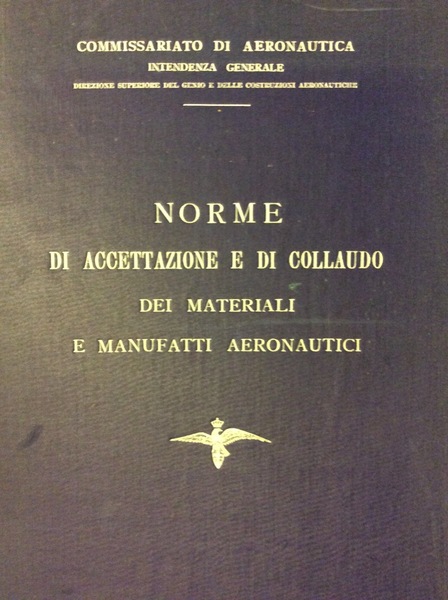 COMMISSARIATO DI AERONAUTICA
INTENDENZA GENERALE
DIREZIONE SUPERIORE DEL GENIO E DELLE COSTRUZIONI AERONAUTICHE
NORME
DI ACCETTAZIONE E DI COLLAUDO
DEI MATERIALI
E MANUFATTI AERONAUTICI